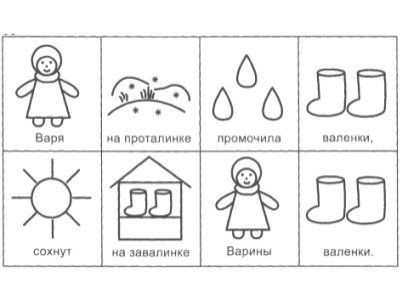 Варя на проталинке промочила валенки,
сохнут на завалинке Варины валенки.